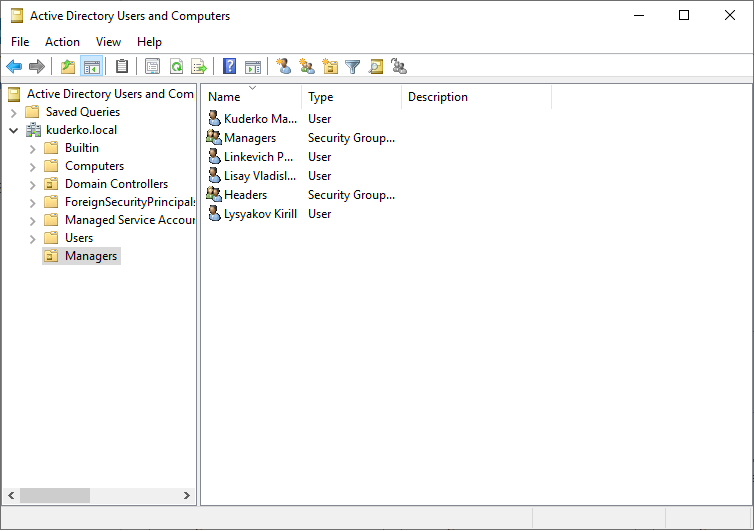 Active Directory Users and Computers
File Action View Help
Active Directory Users and Com
Saved Queries
kuderko.local
Builtin
Computers
Domain Controllers
ForeignSecurityPrincipals
Managed Service Accour
Users
Managers
Name Type Description
Kuderko Ma... User
Managers Security Group...
Linkevich P... User
Lisay Vladisl... User
Headers Security Group...
Lysyakov Kirill User